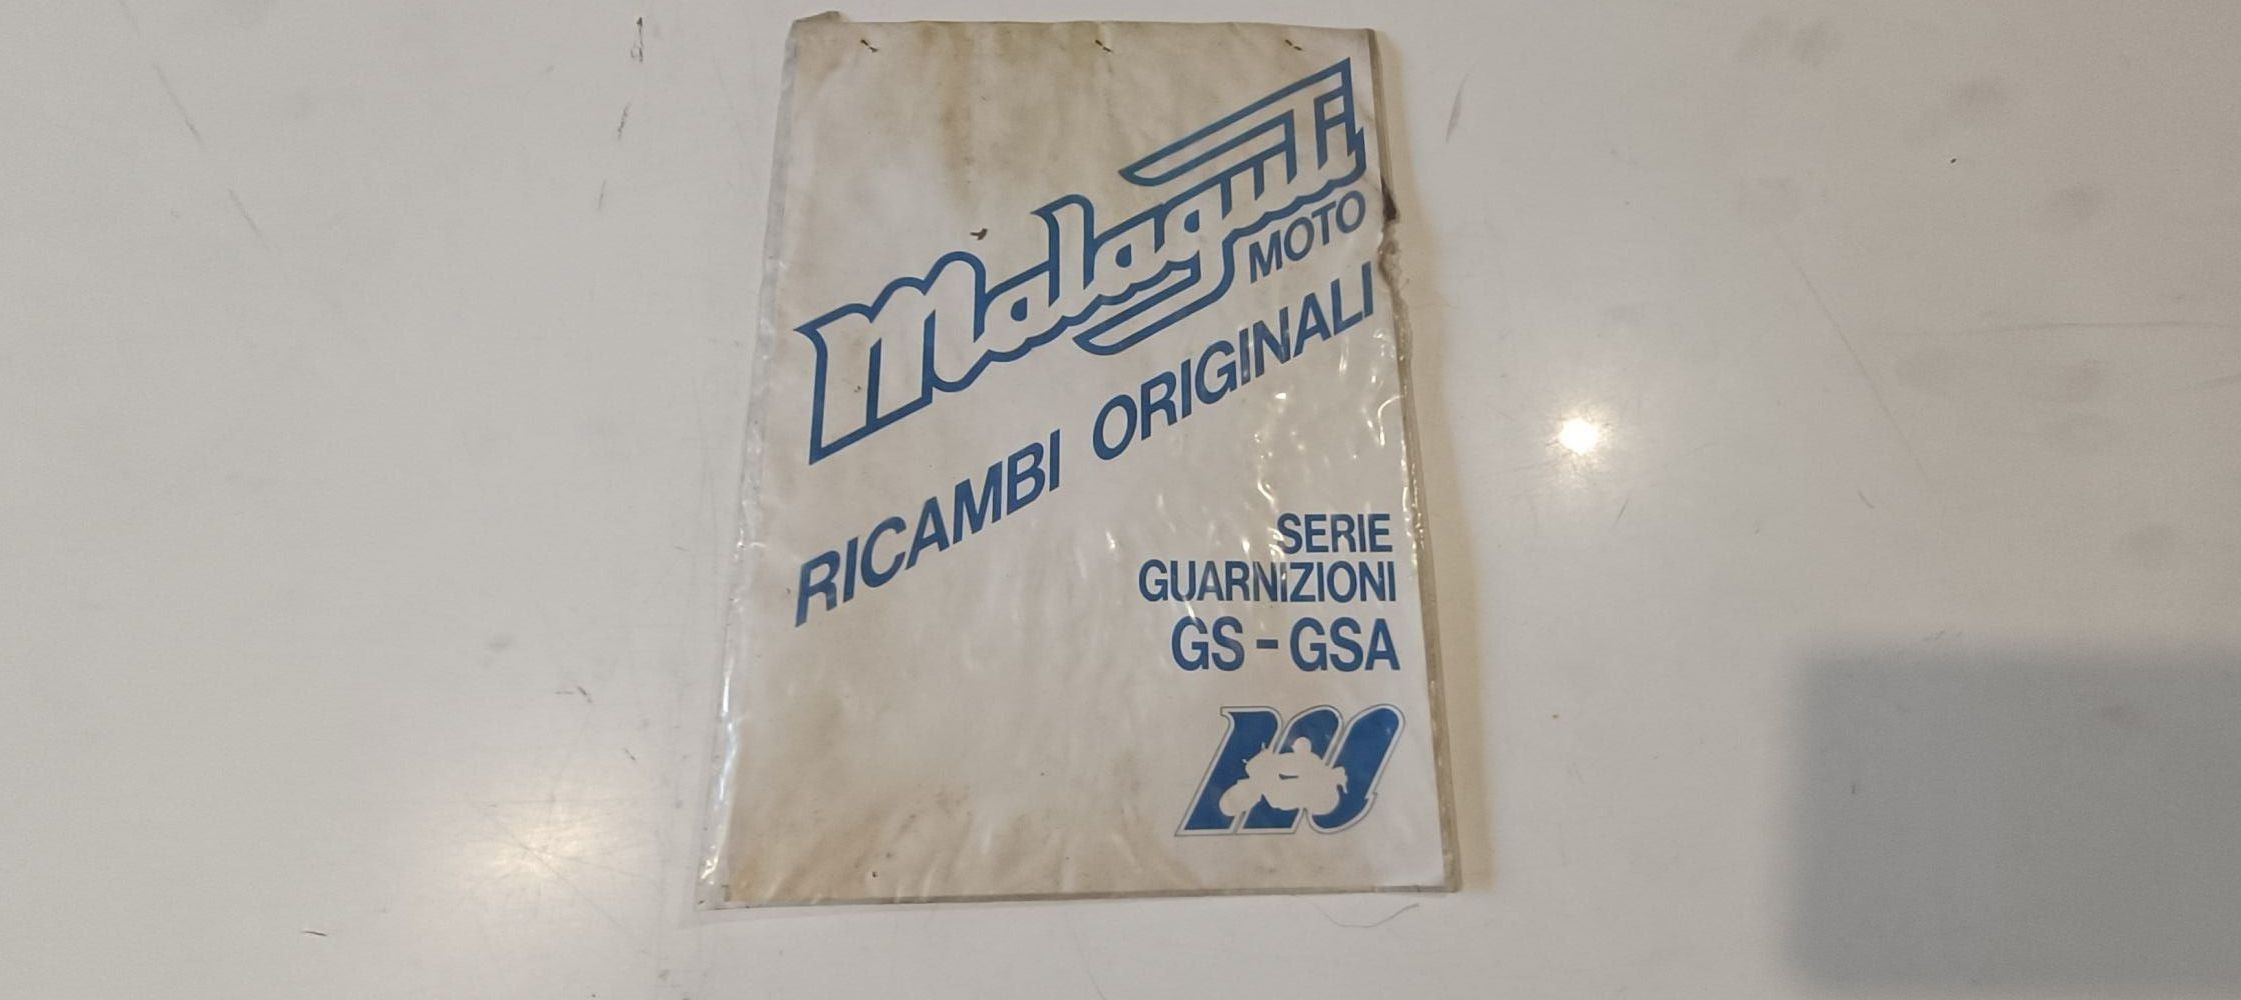 Malaguti
MOTO
RICAMBI ORIGINALI
SERIE
GUARNIZIONI
GS - GSA